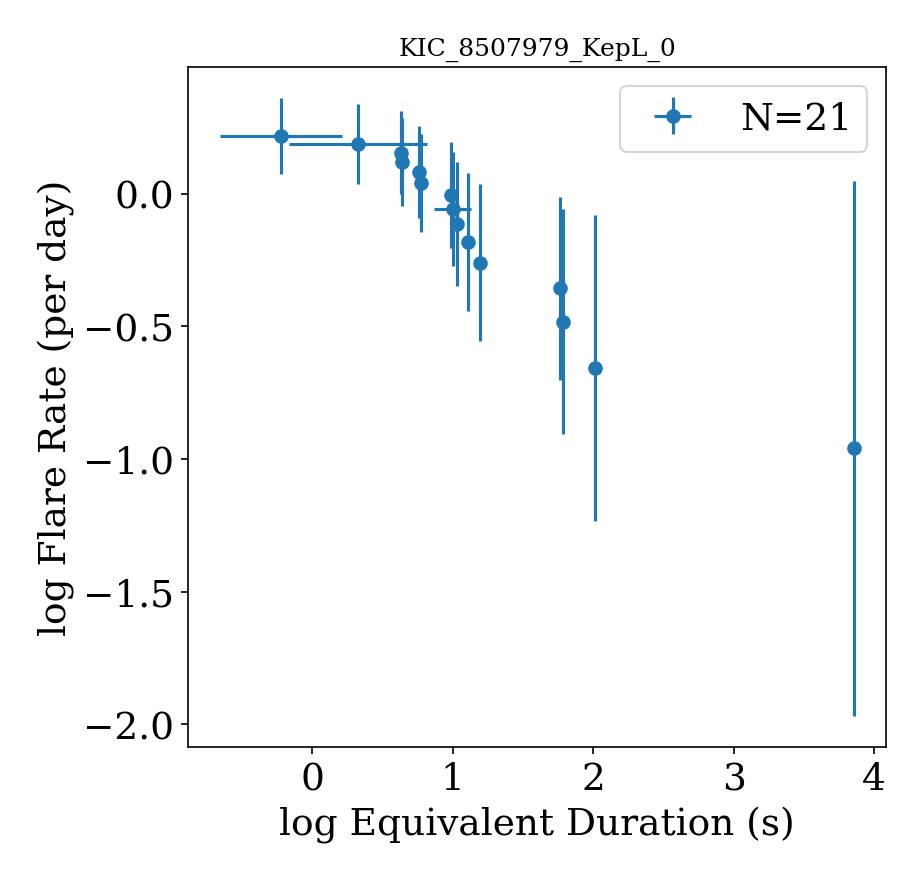 KIC_8507979_KepL_0
N=21
log Flare Rate (per day)
0.0
−0.5
−1.0
−1.5
−2.0
0 1 2 3 4
log Equivalent Duration (s)